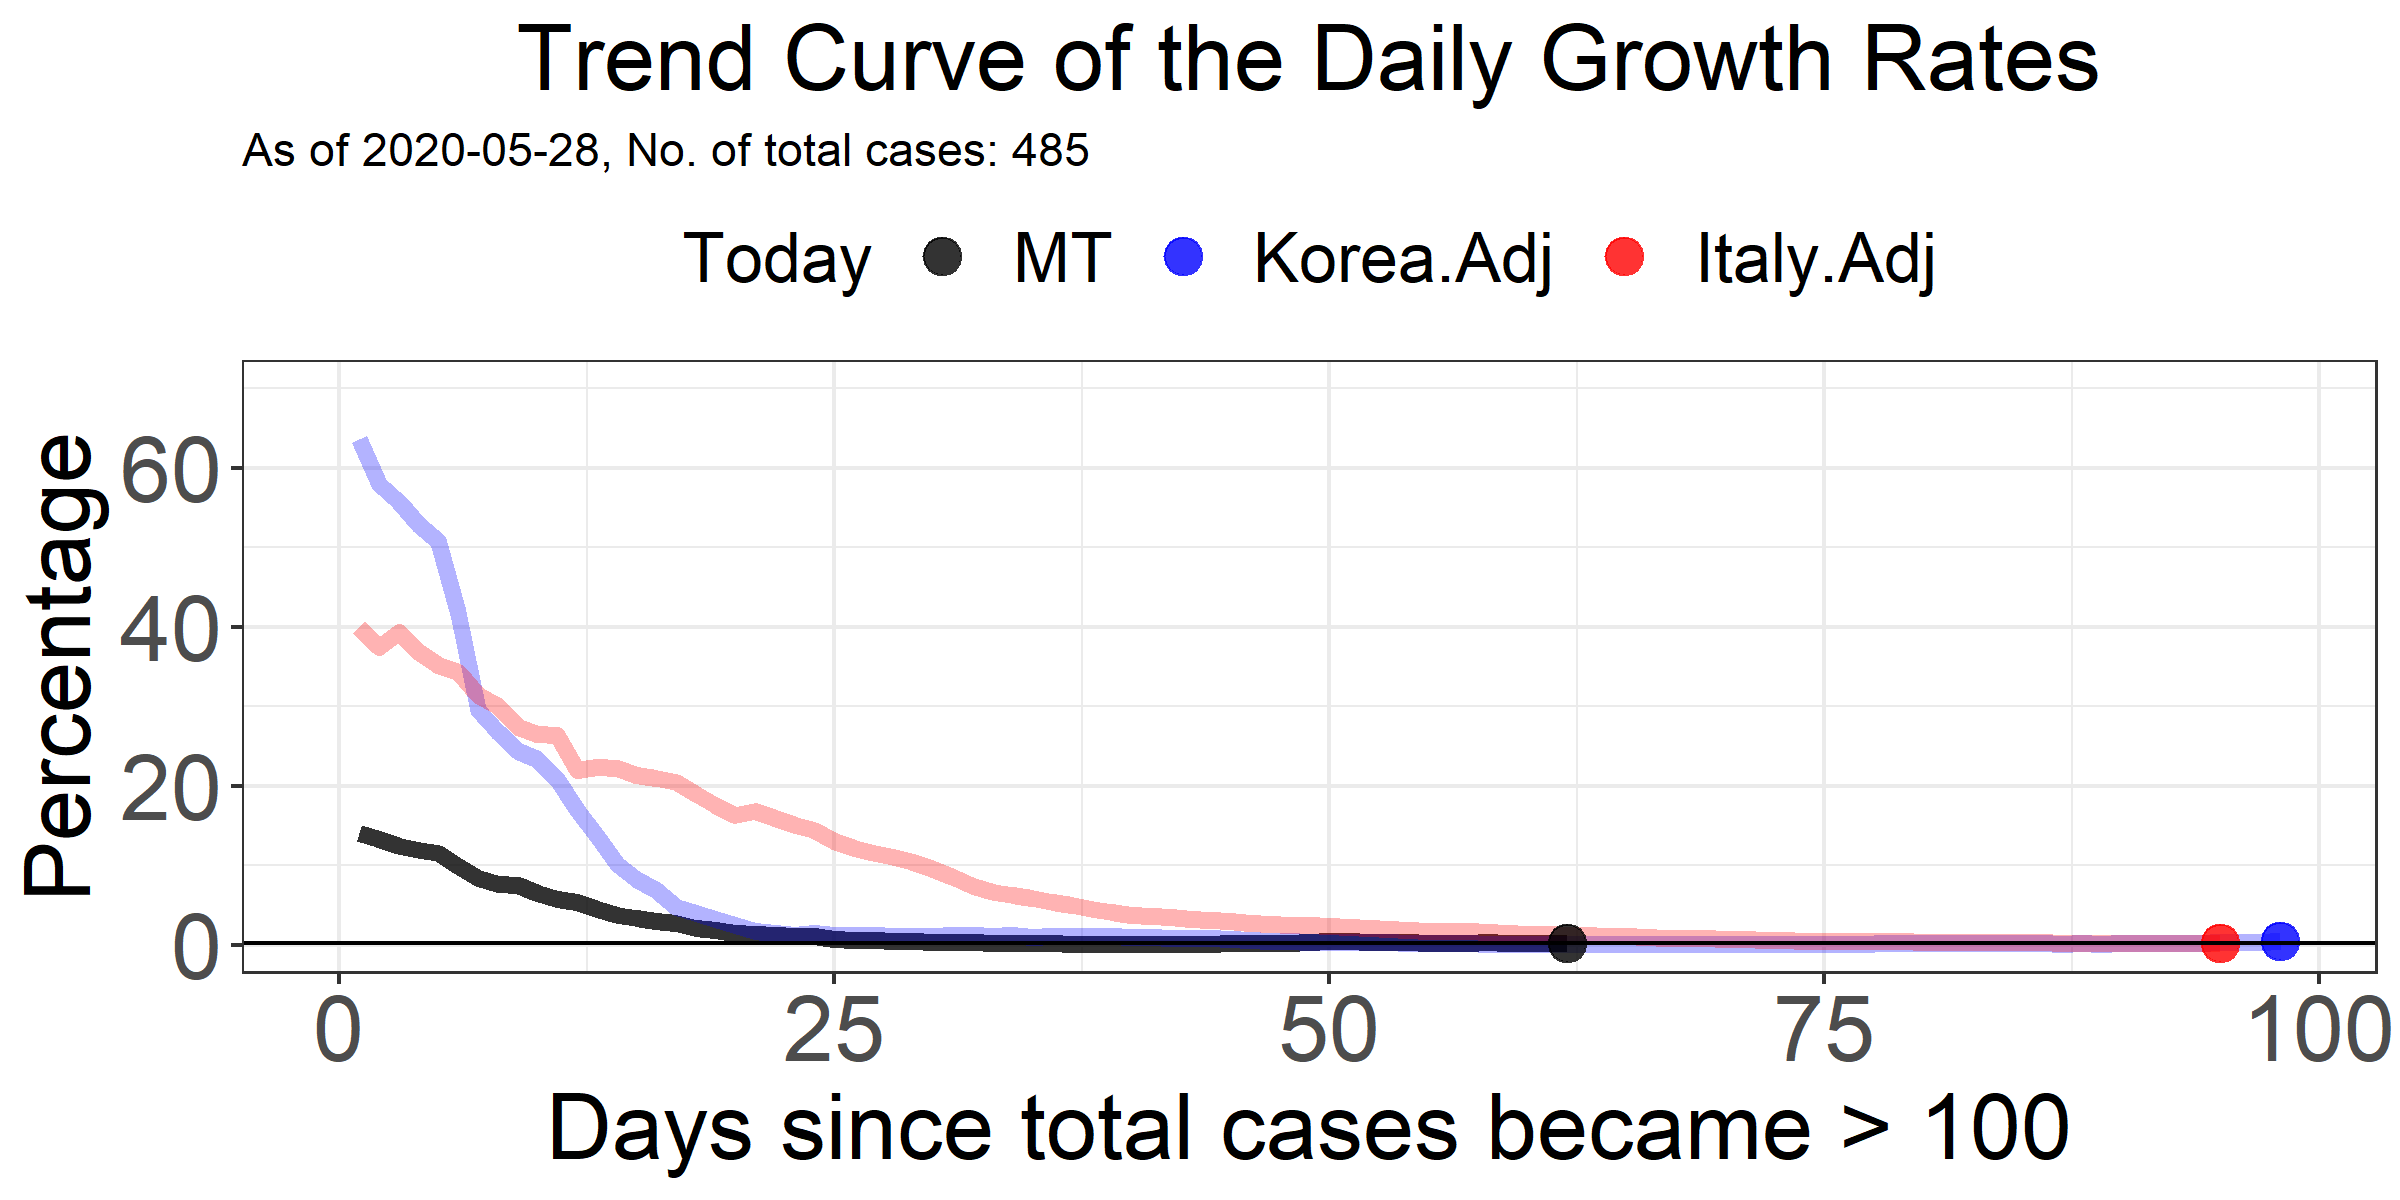 Trend Curve of the Daily Growth Rates
As of 2020-05-28, No. of total cases: 485
Today MT Korea.Adj Italy.Adj
Percentage
60
40
20
0
0 25 50 75 100
Days since total cases became > 100